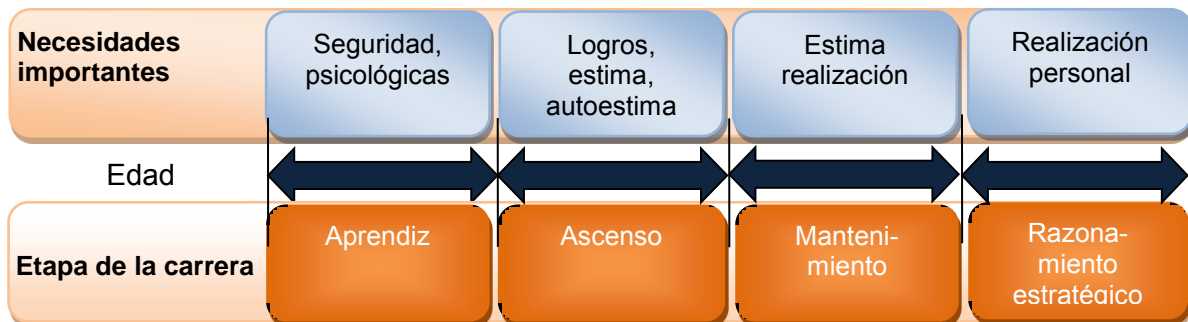 Necesidades
importantes
Seguridad,
psicológicas
Logros,
estima,
autoestima
Estima
realización
Realización
personal
Edad
Etapa de la carrera
Aprendiz
Ascenso
Manteni-
miento
Razona-
miento
estratégico